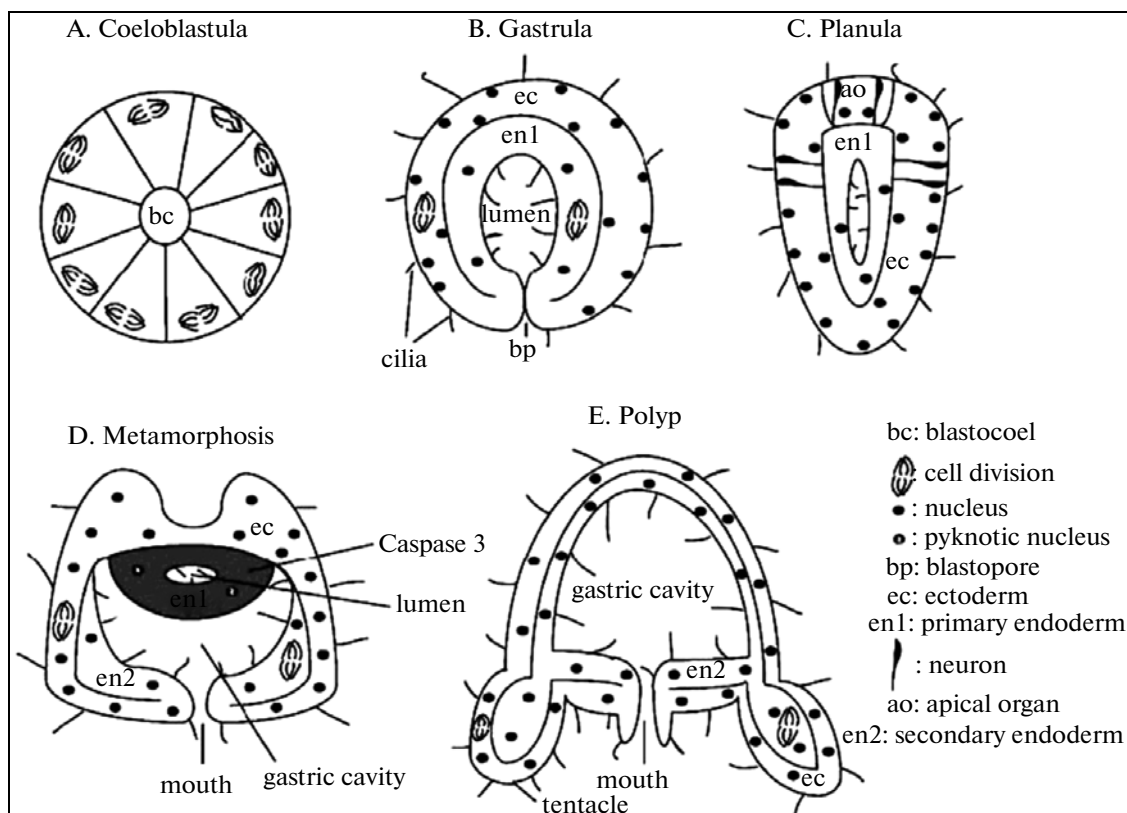 A. Coeloblastula
B. Gastrula
C. Planula
bc
ec
en1
lumen
cilia
bp
ao
en1
ec
D. Metamorphosis
ec
Caspase 3
en1
lumen
en2
mouth
gastric cavity
E. Polyp
gastric cavity
en2
mouth
ec
tentacle
bc: blastocoel
: cell division
: nucleus
: pyknotic nucleus
bp: blastopore
ec: ectoderm
en1: primary endoderm
: neuron
ao: apical organ
en2: secondary endoderm